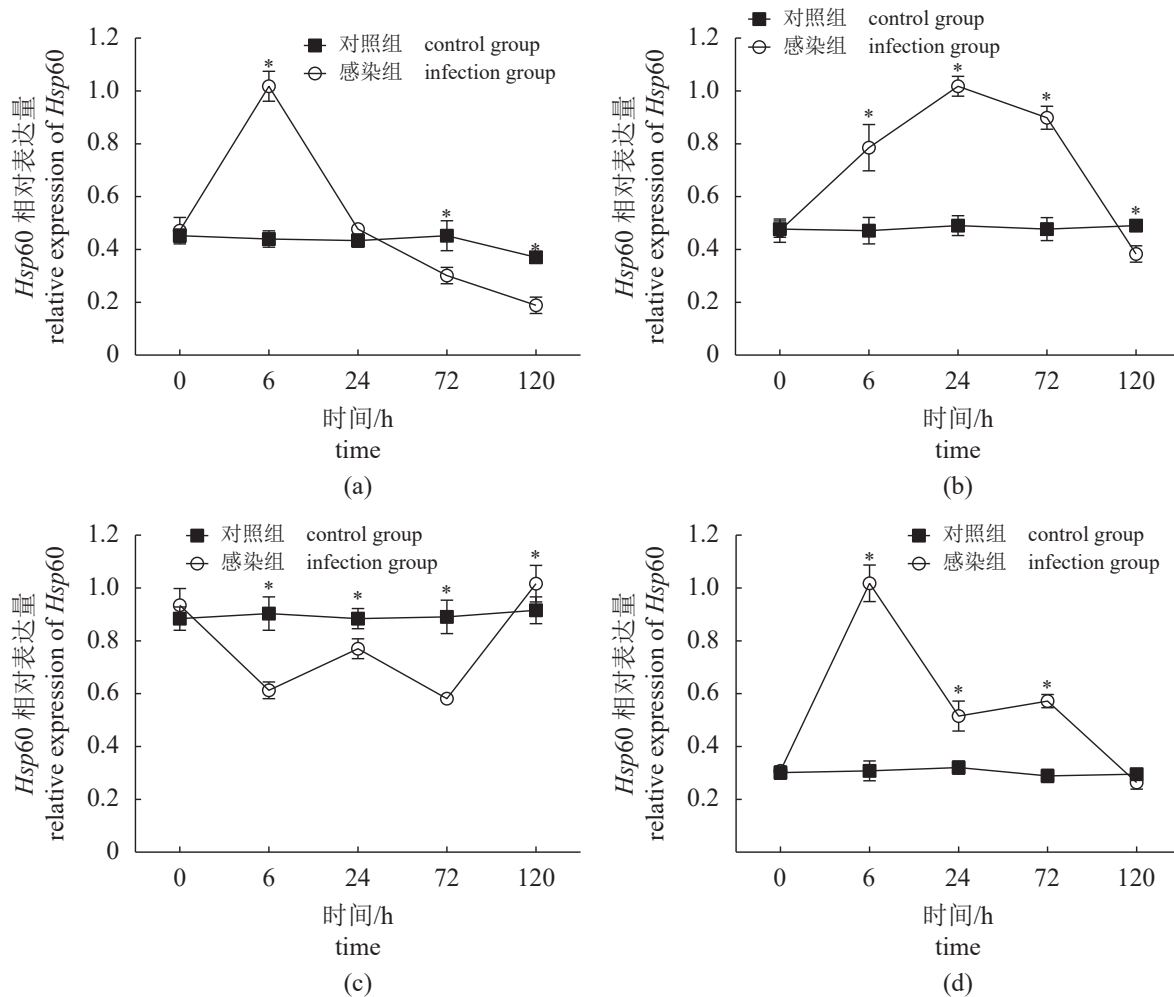 Hsp60 相对表达量
relative expression of Hsp60
1.2
1.0
0.8
0.6
0.4
0.2
0
对照组 control group
感染组 infection group
*
*
*
0 6 24 72 120
时间/h
time
(a)
Hsp60 相对表达量
relative expression of Hsp60
1.2
1.0
0.8
0.6
0.4
0.2
0
对照组 control group
感染组 infection group
*
*
*
*
0 6 24 72 120
时间/h
time
(b)
Hsp60 相对表达量
relative expression of Hsp60
1.2
1.0
0.8
0.6
0.4
0.2
0
对照组 control group
感染组 infection group
*
*
*
*
0 6 24 72 120
时间/h
time
(c)
Hsp60 相对表达量
relative expression of Hsp60
1.2
1.0
0.8
0.6
0.4
0.2
0
对照组 control group
感染组 infection group
*
*
*
0 6 24 72 120
时间/h
time
(d)